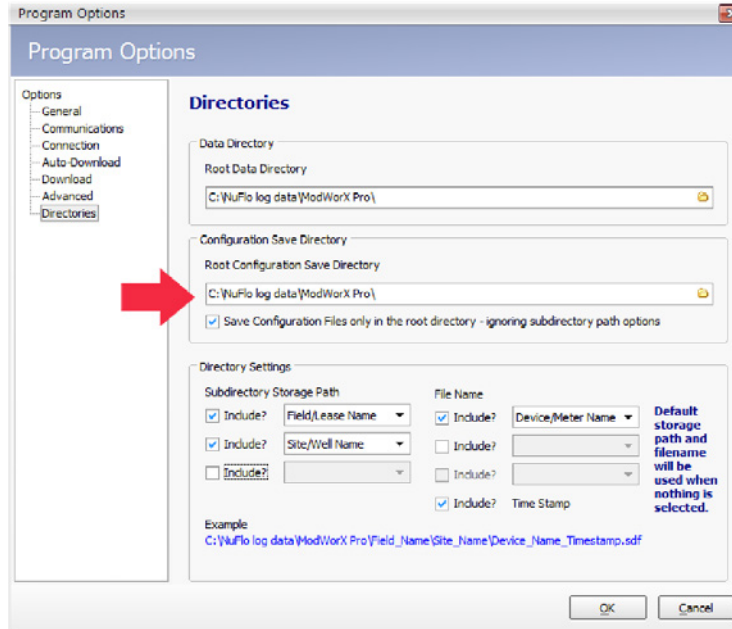 Program Options
Program Options
Options
General
Communications
Connection
Auto-Download
Download
Advanced
Directories
Directories
Data Directory
Root Data Directory
C:\NuFlo log data\ModWorX Pro\
Configuration Save Directory
Root Configuration Save Directory
C:\NuFlo log data\ModWorX Pro\
Save Configuration Files only in the root directory - ignoring subdirectory path options
Directory Settings
Subdirectory Storage Path
Include? Field/Lease Name
Include? Site/Well Name
Include?
File Name
Include? Device/Meter Name
Include?
Include?
Include? Time Stamp
Default
storage
path and
filename
will be
used when
nothing is
selected.
Example
C:\NuFlo log data\ModWorX Pro\Field_Name\Site_Name\Device_Name_Timestamp.sdf
OK Cancel